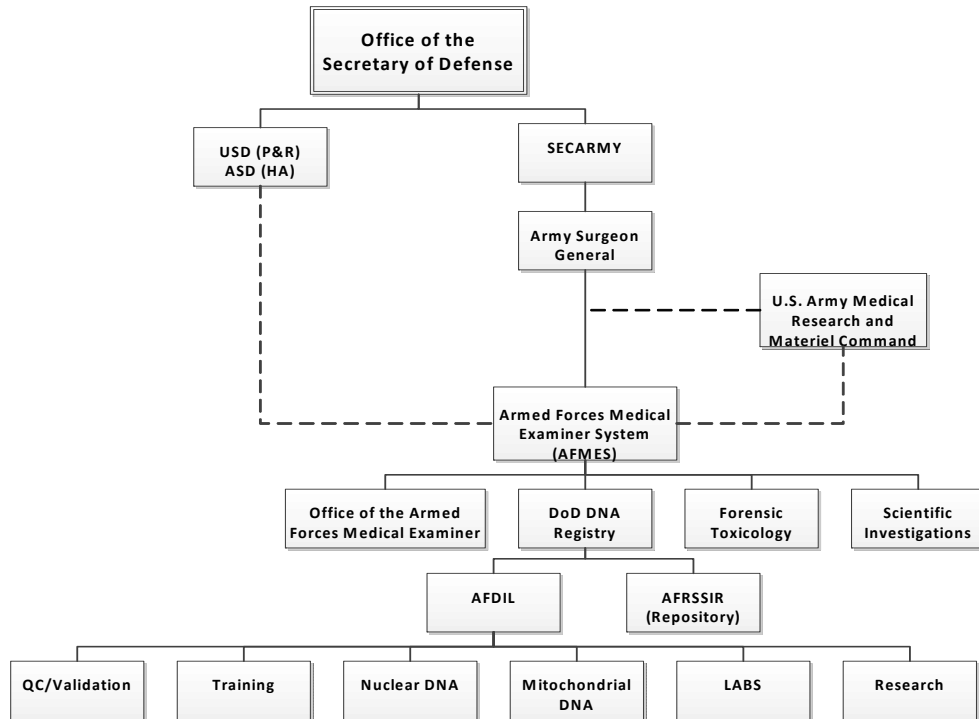 Office of the
Secretary of Defense
USD (P&R)
ASD (HA)
SECARMY
Army Surgeon
General
U.S. Army Medical
Research and
Materiel Command
Armed Forces Medical
Examiner System
(AFMES)
Office of the Armed
Forces Medical Examiner
DoD DNA
Registry
Forensic
Toxicology
Scientific
Investigations
AFDIL
AFRSSIR
(Repository)
QC/Validation
Training
Nuclear DNA
Mitochondrial
DNA
LABS
Research